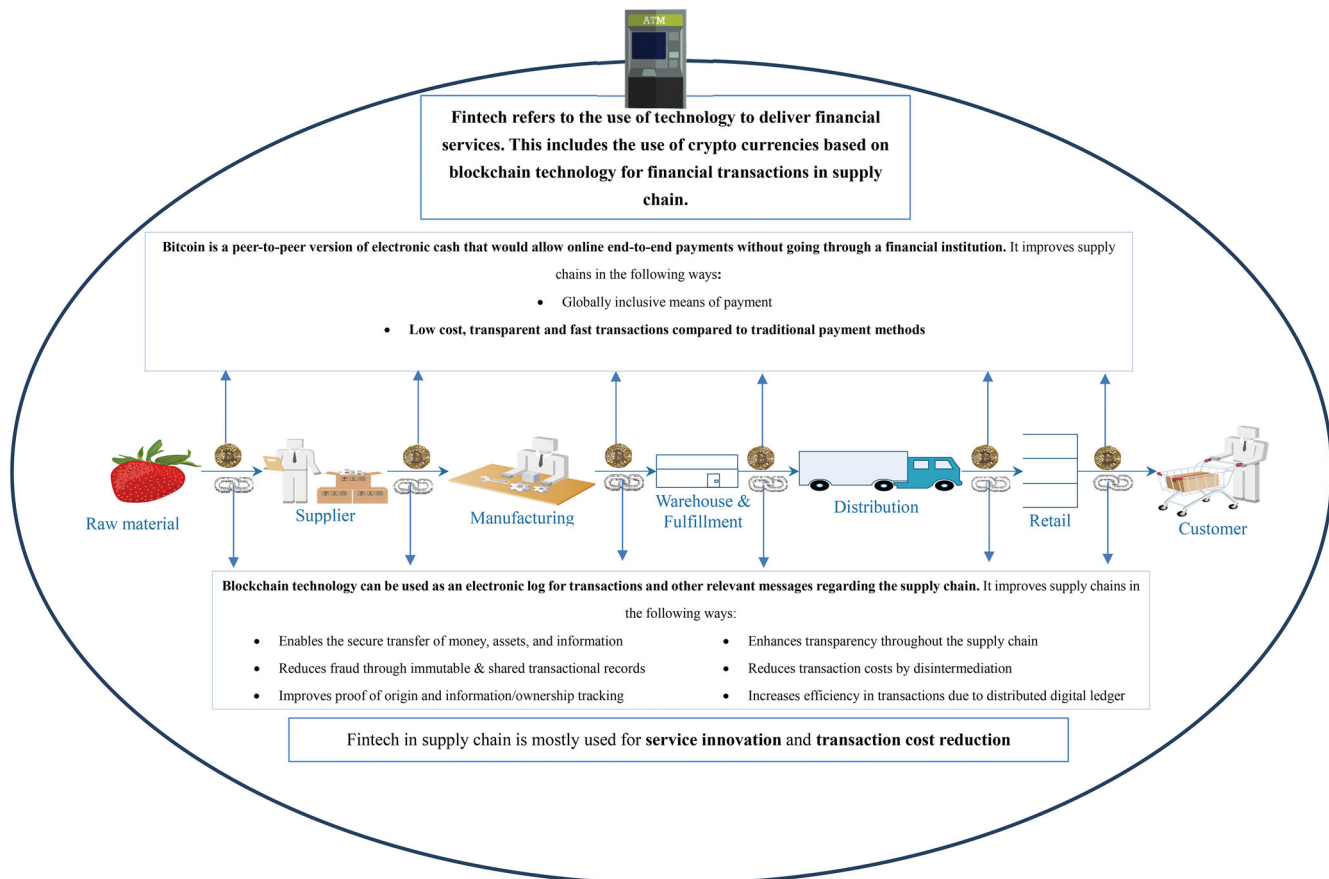 ATM
Fintech refers to the use of technology to deliver financial
services. This includes the use of crypto currencies based on
blockchain technology for financial transactions in supply
chain.
Bitcoin is a peer-to-peer version of electronic cash that would allow online end-to-end payments without going through a financial institution. It improves supply
chains in the following ways:
• Globally inclusive means of payment
• Low cost, transparent and fast transactions compared to traditional payment methods
Raw material
Supplier
Manufacturing
Warehouse &
Fulfillment
Distribution
Retail
Customer
Blockchain technology can be used as an electronic log for transactions and other relevant messages regarding the supply chain. It improves supply chains in
the following ways:
• Enables the secure transfer of money, assets, and information
• Reduces fraud through immutable & shared transactional records
• Improves proof of origin and information/ownership tracking
• Enhances transparency throughout the supply chain
• Reduces transaction costs by disintermediation
• Increases efficiency in transactions due to distributed digital ledger
Fintech in supply chain is mostly used for service innovation and transaction cost reduction